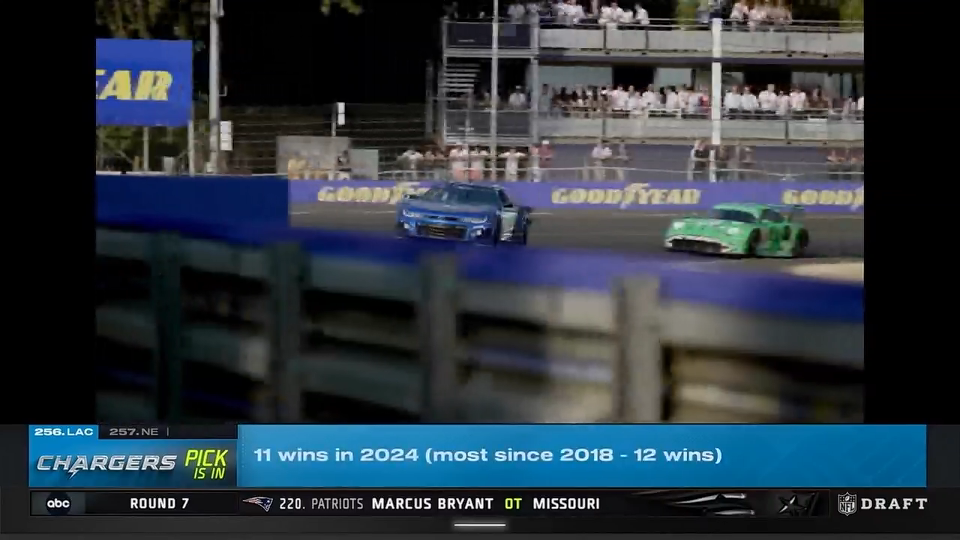 EAR
GOODYEAR GOODYEAR GOODYEAR
256.LAC 257.NE
CHARGERS PICK IS IN
11 wins in 2024 (most since 2018 - 12 wins)
abc ROUND 7 220. PATRIOTS MARCUS BRYANT OT MISSOURI NFL DRAFT